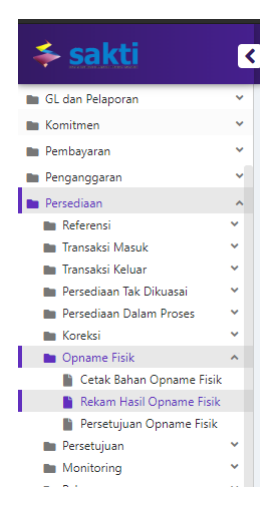 sakti
GL dan Pelaporan
Komitmen
Pembayaran
Penganggaran
Persediaan
Referensi
Transaksi Masuk
Transaksi Keluar
Persediaan Tak Dikuasai
Persediaan Dalam Proses
Koreksi
Opname Fisik
Cetak Bahan Opname Fisik
Rekam Hasil Opname Fisik
Persetujuan Opname Fisik
Persetujuan
Monitoring